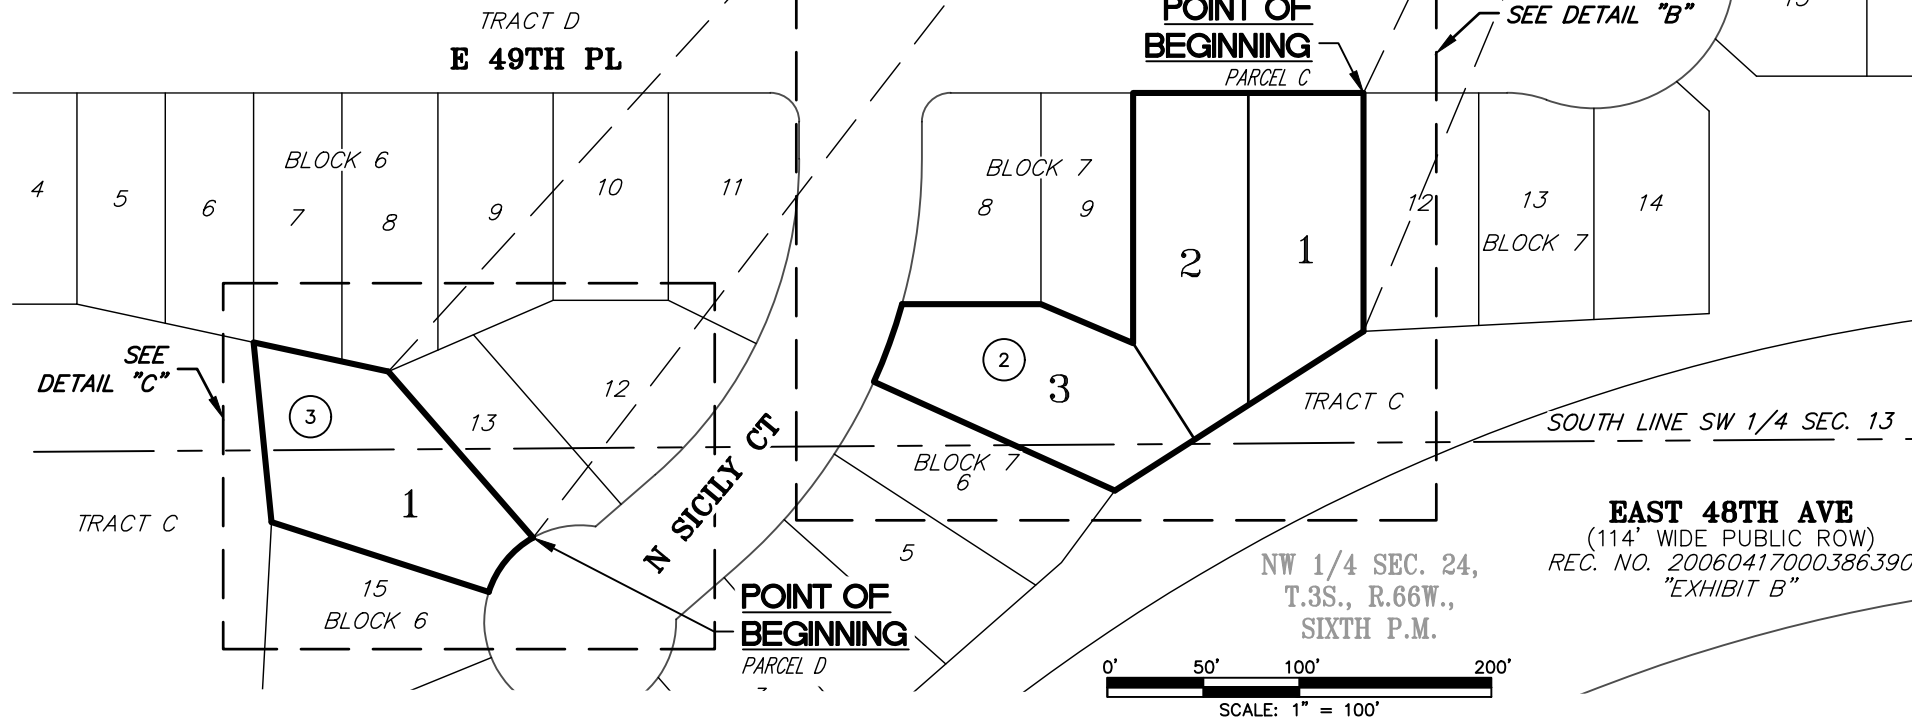 TRACT D
E 49TH PL
POINT OF
BEGINNING
PARCEL C
SEE DETAIL "B"
4
5
6
BLOCK 6
7
8
9
10
11
BLOCK 7
8
9
2
1
12
13
BLOCK 7
14
SEE
DETAIL "C"
3
13
12
1
TRACT C
15
BLOCK 6
N SICILY CT
2
3
TRACT C
BLOCK 7
6
5
SOUTH LINE SW 1/4 SEC. 13
EAST 48TH AVE
(114' WIDE PUBLIC ROW)
REC. NO. 2006041700038639​0
"EXHIBIT B"
NW 1/4 SEC. 24,
T.3S., R.66W.,
SIXTH P.M.
POINT OF
BEGINNING
PARCEL D
0' 50' 100' 200'
SCALE: 1" = 100'